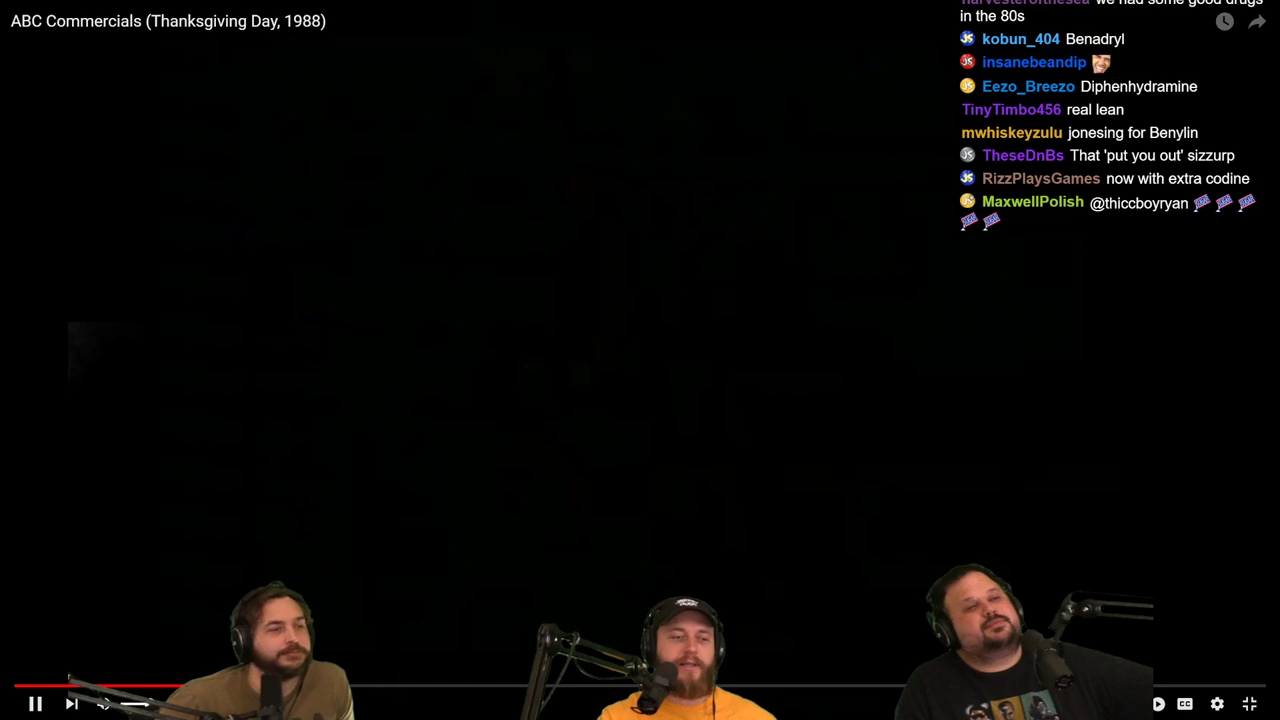 ABC Commercials (Thanksgiving Day, 1988)
harvesterofthesea we had some good drugs
in the 80s
kobun_404 Benadryl
insanebeandip
Eezo_Breezo Diphenhydramine
TinyTimbo456 real lean
mwhiskeyzulu jonesing for Benylin
TheseDnBs That 'put you out' sizzurp
RizzPlaysGames now with extra codine
MaxwellPolish @thiccboyryan